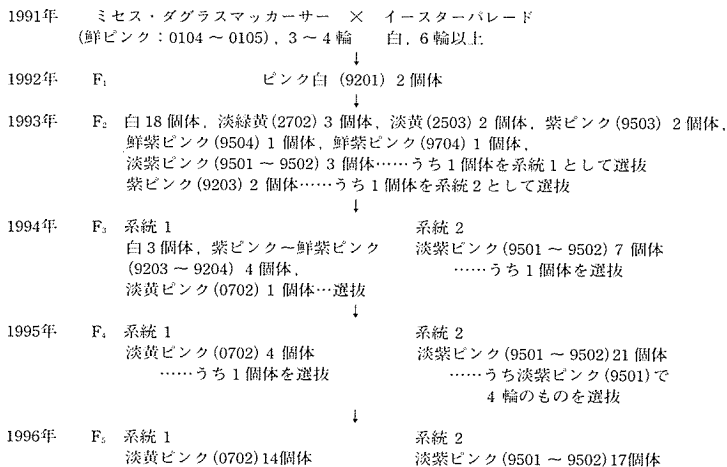 1991年 ミセス・ダグラスマッカーサー × イースターパレード
(鮮ピンク：0104～0105)，3～4輪 白，6輪以上
↓
1992年 F₁ ピンク白 (9201) 2個体
↓
1993年 F₂ 白18個体，淡緑黄(2702) 3個体，淡黄(2503) 2個体，紫ピンク(9503) 2個体，
鮮紫ピンク(9504) 1個体，鮮紫ピンク(9704) 1個体，
淡紫ピンク(9501～9502) 3個体……うち1個体を系統1として選抜
紫ピンク(9203) 2個体……うち1個体を系統2として選抜
↓
1994年 F₃ 系統1 系統2
白3個体，紫ピンク～鮮紫ピンク 淡紫ピンク(9501～9502) 7個体
(9203～9204) 4個体， ……うち1個体を選抜
淡黄ピンク(0702) 1個体…選抜
↓
1995年 F₄ 系統1 系統2
淡黄ピンク(0702) 4個体 淡紫ピンク(9501～9502)21個体
……うち1個体を選抜 ……うち淡紫ピンク(9501)で
4輪のものを選抜
↓
1996年 F₅ 系統1 系統2
淡黄ピンク(0702)14個体 淡紫ピンク(9501～9502)17個体